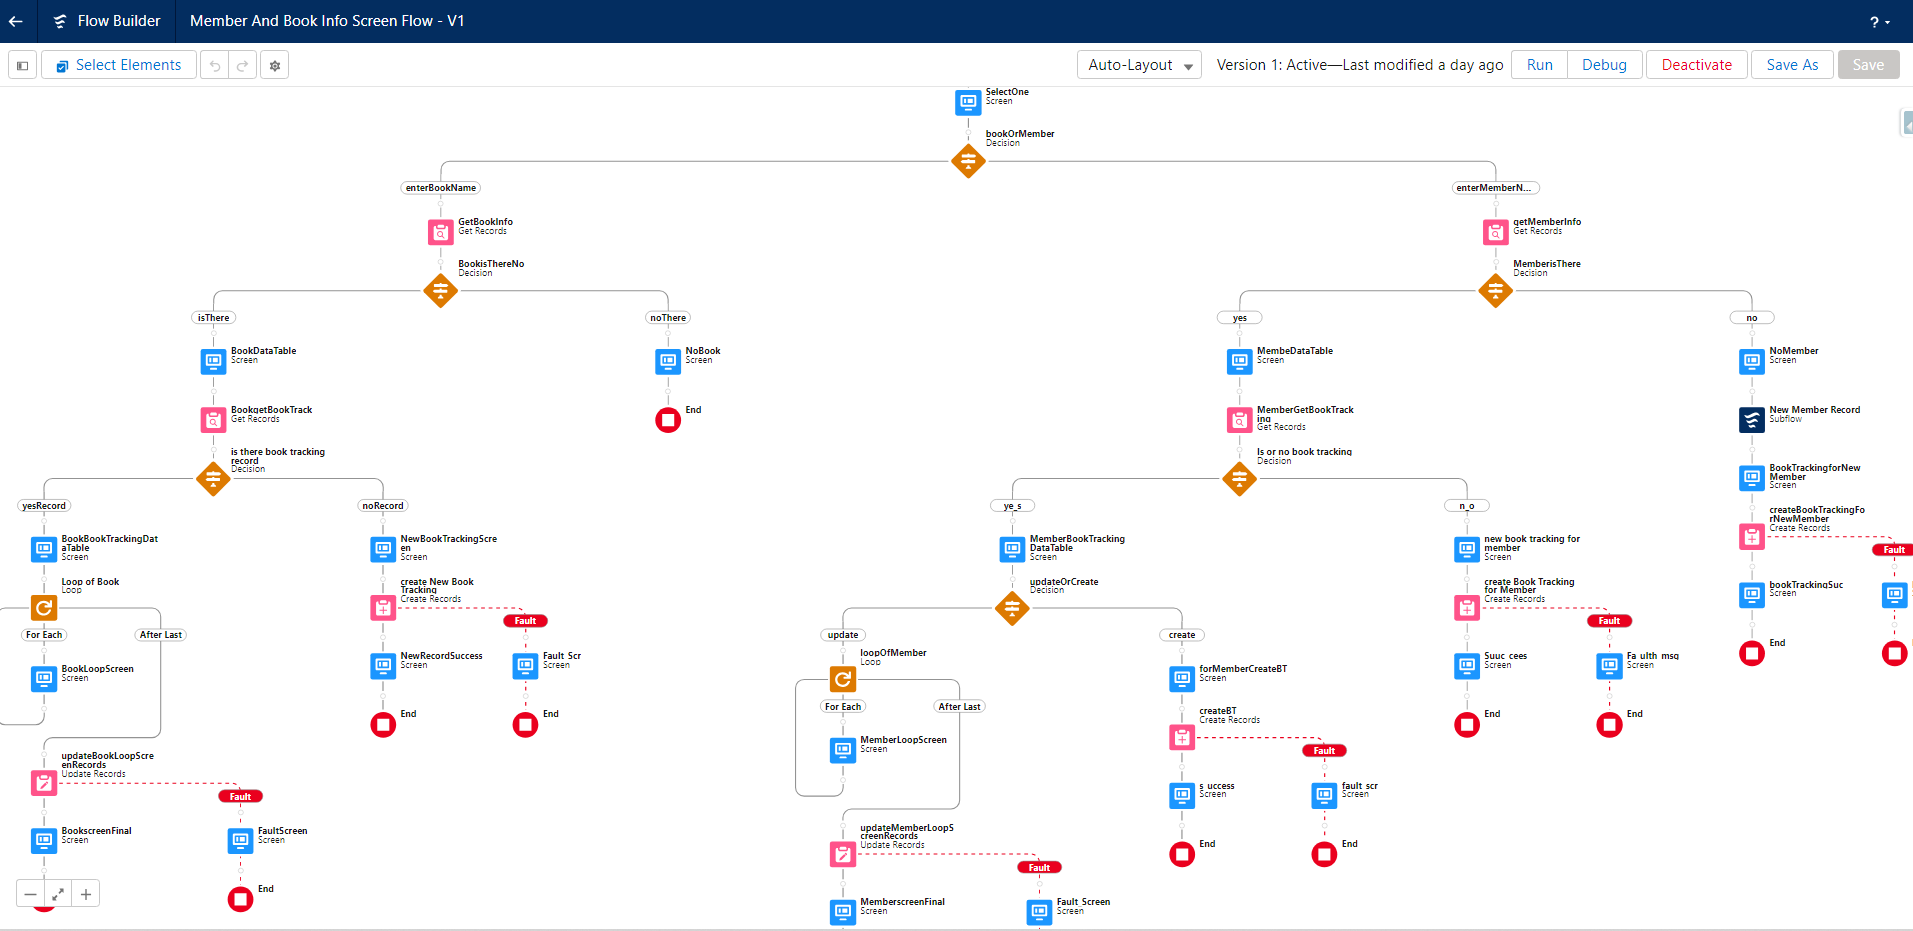 Flow Builder
Member And Book Info Screen Flow - V1
?
Select Elements
Auto-Layout
Version 1: Active—Last modified a day ago
Run
Debug
Deactivate
Save As
Save
SelectOne
Screen
bookOrMember
Decision
enterBookName
enterMemberN...
GetBookInfo
Get Records
getMemberInfo
Get Records
BookisThereNo
Decision
MemberisThere
Decision
isThere
noThere
yes
no
BookDataTable
Screen
NoBook
Screen
MembeDataTable
Screen
NoMember
Screen
BookgetBookTrack
Get Records
End
MemberGetBookTrack
ing
Get Records
New Member Record
Subflow
is there book tracking
record
Decision
Is or no book tracking
Decision
BookTrackingforNew
Member
Screen
yesRecord
noRecord
ye_s
n_o
createBookTrackingFo
rNewMember
Create Records
Fault
BookBookTrackingDat
aTable
Screen
NewBookTrackingScre
en
Screen
MemberBookTracking
DataTable
Screen
new book tracking for
member
Screen
Loop of Book
Loop
create New Book
Tracking
Create Records
updateOrCreate
Decision
create Book Tracking
for Member
Create Records
bookTrackingSuc
Screen
For Each
After Last
Fault
update
create
Fault
End
BookLoopScreen
Screen
NewRecordSuccess
Screen
Fault Scr
Screen
loopOfMember
Loop
forMemberCreateBT
Screen
Suuc cees
Screen
Fa ulth msg
Screen
For Each
After Last
End
End
createBT
Create Records
End
End
MemberLoopScreen
Screen
Fault
updateBookLoopScre
enRecords
Update Records
Fault
s uccess
Screen
fault scr
Screen
BookscreenFinal
Screen
FaultScreen
Screen
updateMemberLoopS
creenRecords
Update Records
End
End
Fault
End
MemberscreenFinal
Screen
Fault_Screen
Screen